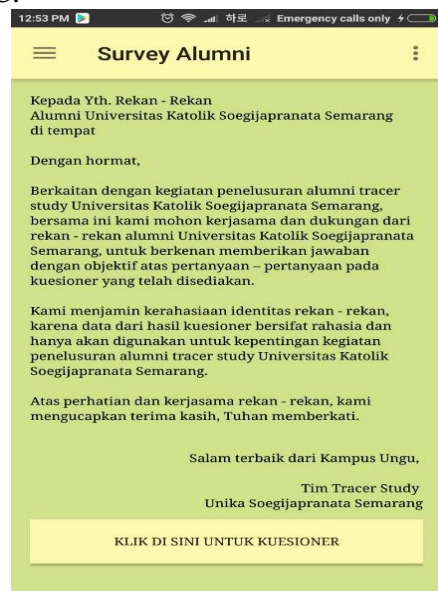 12:53 PM 하로 Emergency calls only
Survey Alumni
Kepada Yth. Rekan - Rekan
Alumni Universitas Katolik Soegijapranata Semarang
di tempat
Dengan hormat,
Berkaitan dengan kegiatan penelusuran alumni tracer
study Universitas Katolik Soegijapranata Semarang,
bersama ini kami mohon kerjasama dan dukungan dari
rekan - rekan alumni Universitas Katolik Soegijapranata
Semarang, untuk berkenan memberikan jawaban
dengan objektif atas pertanyaan – pertanyaan pada
kuesioner yang telah disediakan.
Kami menjamin kerahasiaan identitas rekan - rekan,
karena data dari hasil kuesioner bersifat rahasia dan
hanya akan digunakan untuk kepentingan kegiatan
penelusuran alumni tracer study Universitas Katolik
Soegijapranata Semarang.
Atas perhatian dan kerjasama rekan - rekan, kami
mengucapkan terima kasih, Tuhan memberkati.
Salam terbaik dari Kampus Ungu,
Tim Tracer Study
Unika Soegijapranata Semarang
KLIK DI SINI UNTUK KUESIONER